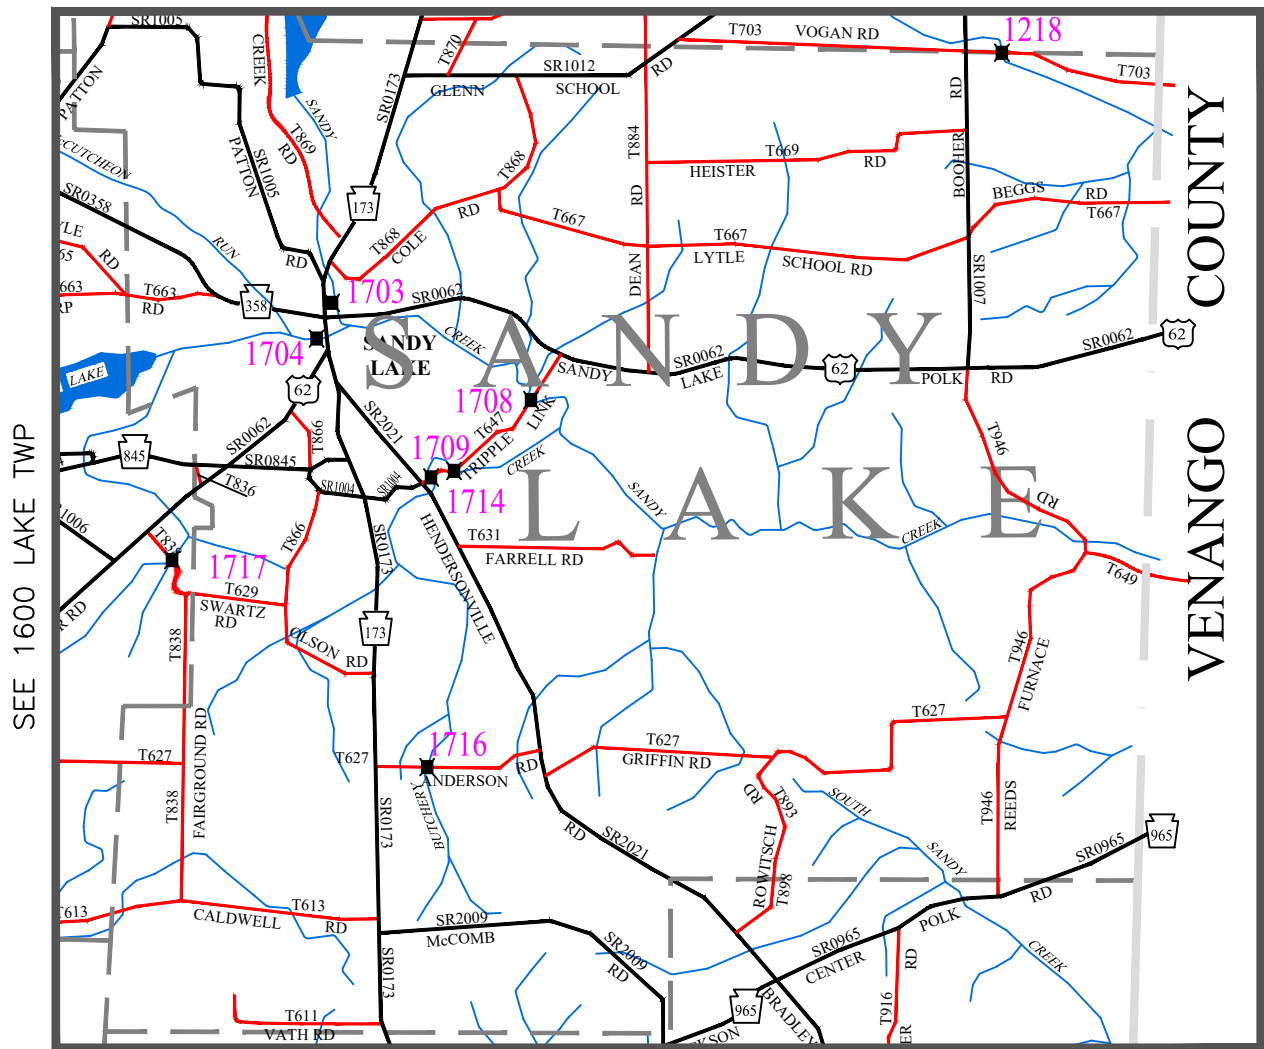 SR1005
T703
VOGAN RD
1218
CREEK
T870
SR1012
RD
T703
PATTON
GLENN
SCHOOL
SR0173
RD
SANDY
T869
RD
T884
T669
HEISTER
RD
BOOHER
COUNTY
PATTON
SR1005
T868
SR0358
173
RD
RD
BEGGS
RD
T667
T667
T868
COLE
T667
LYTLE
SCHOOL RD
RUN
RD
RD
DEAN
SR1007
T663
RD
358
1703
SR0062
SANDY
CREEK
SANDY
LAKE
1704
SR0062
62
SR0062
SANDY
LAKE
62
POLK
RD
LAKE
62
1708
LINK
SR2021
T647
TRIPPLE
CREEK
T946
SR0062
T866
1709
845
SR0845
T836
SR1004
SR1004
1714
LAKE
SANDY
CREEK
RD
VENANGO
SEE 1600 LAKE TWP
T866
SR0173
HENDERSONVILLE
T631
FARRELL RD
T649
1717
T629
SWARTZ
RD
OLSON
RD
173
T838
T946
FURNACE
FAIRGROUND RD
T627
T627
T627
1716
ANDERSON
RD
T627
GRIFFIN RD
T838
SR0173
BUTCHERY
RD
T893
SOUTH
T946
REEDS
RD
SR2021
ROWITSCH
T898
SANDY
SR0965
965
RD
T613
CALDWELL
T613
RD
SR2009
McCOMB
POLK
SR2009
RD
SR0965
CENTER
RD
CREEK
SR0173
T611
VATH RD
965
BRADLEY
T916